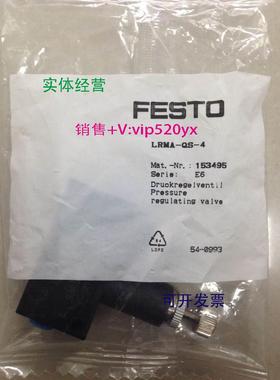 实体经营
FESTO
LRMA-QS-4
销售+V:vip520yx
Mat.-Nr.: 153495
Serie: E6
Druckregelventil
Pressure
regulating valve
LDPE
54-0993
可开发票